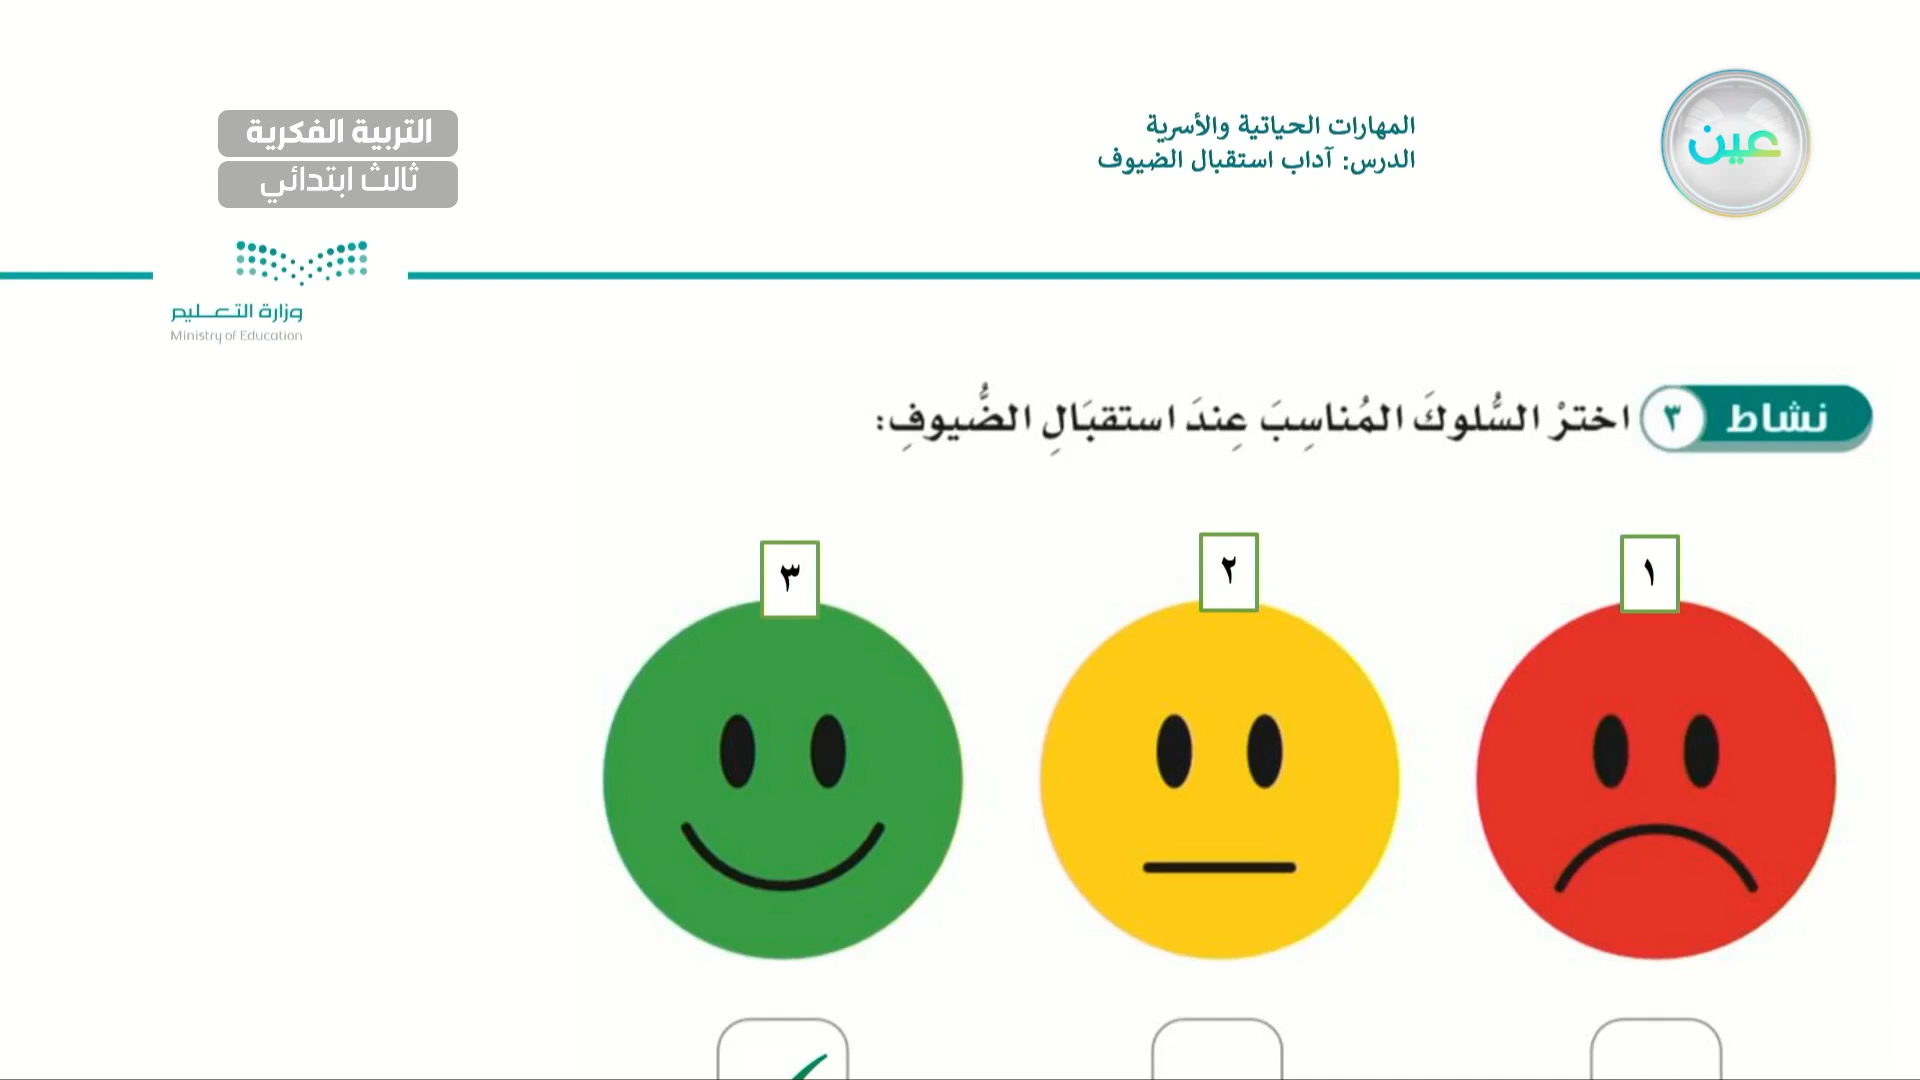 المهارات الحياتية والأسرية
الدرس: آداب استقبال الضيوف
عين
التربية الفكرية
ثالث ابتدائي
وزارة التعـــليم
Ministry of Education
نشاط ٣ اخترْ السُّلوكَ المُناسِبَ عِندَ استقبَالِ الضُّيوفِ:
١
٢
٣